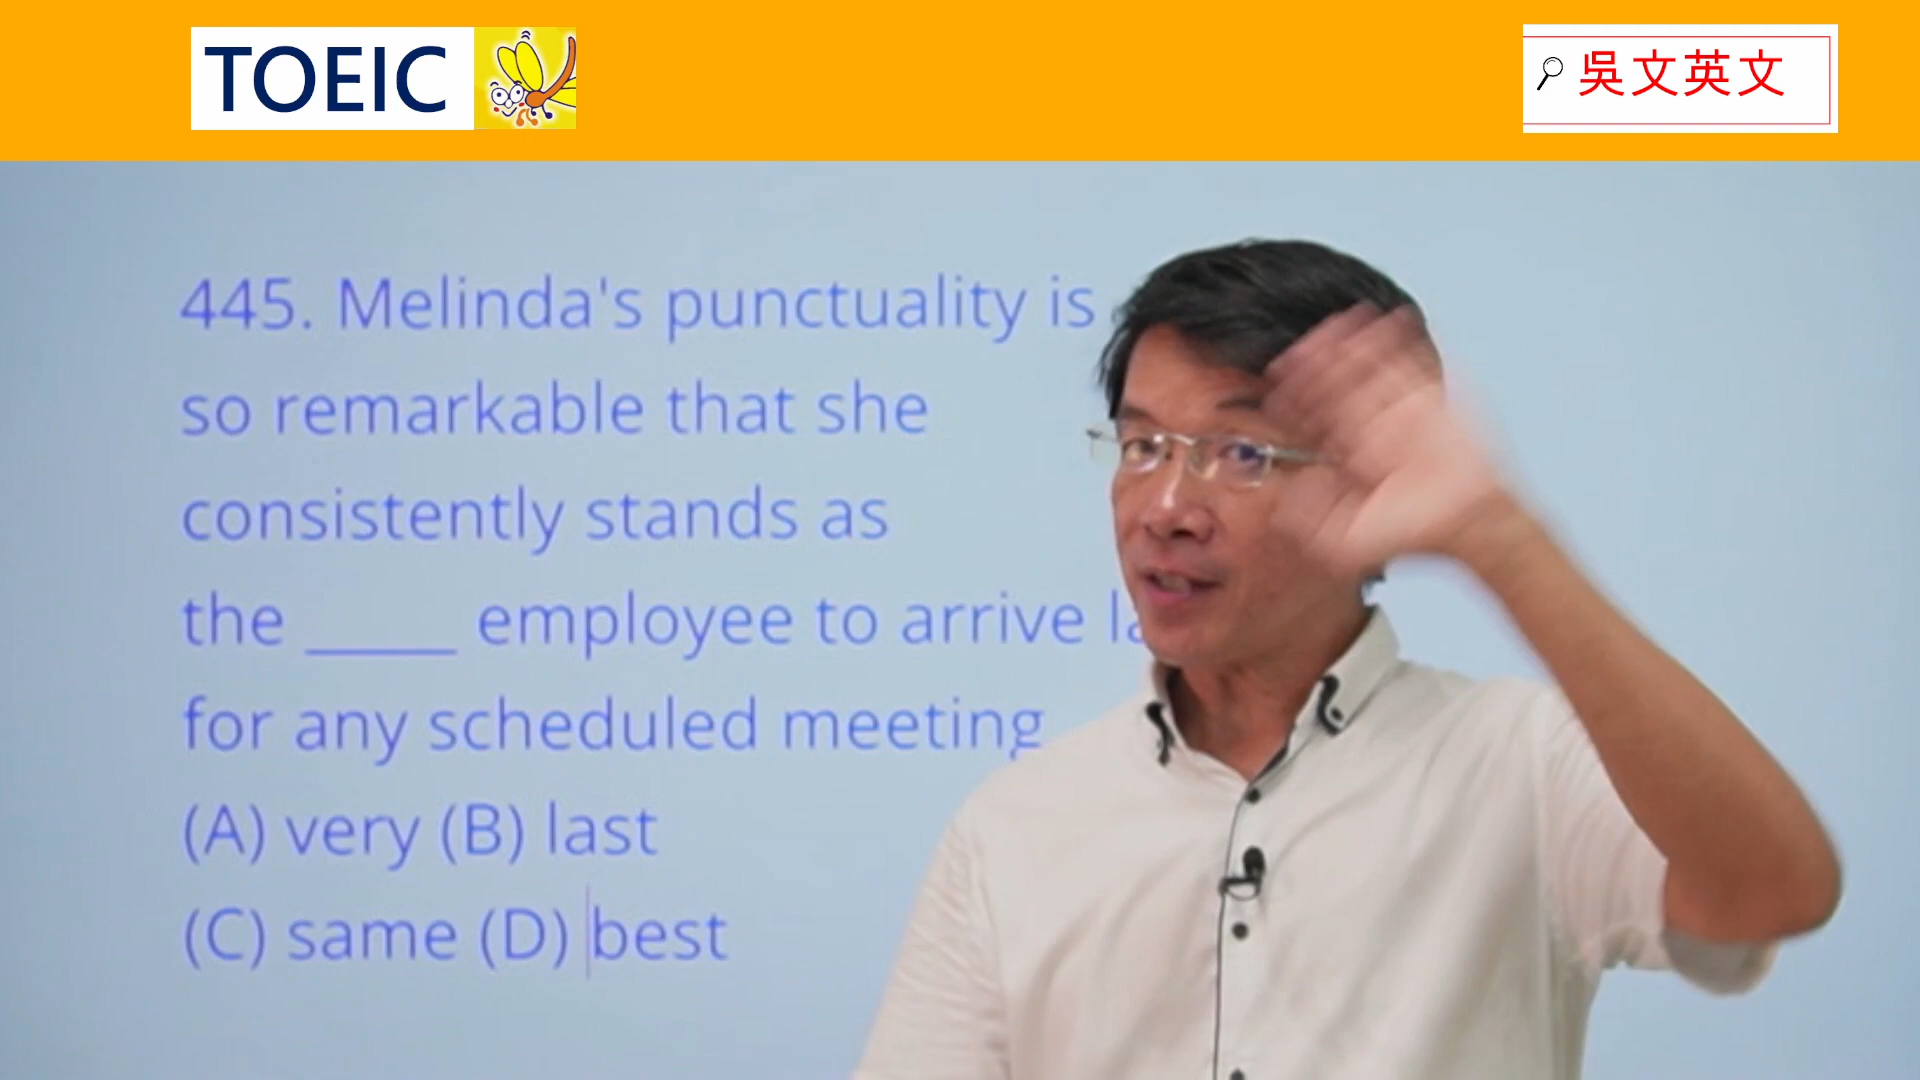 TOEIC
吳文英文
445. Melinda's punctuality is
so remarkable that she
consistently stands as
the _____ employee to arrive
for any scheduled meeting
(A) very (B) last
(C) same (D) best